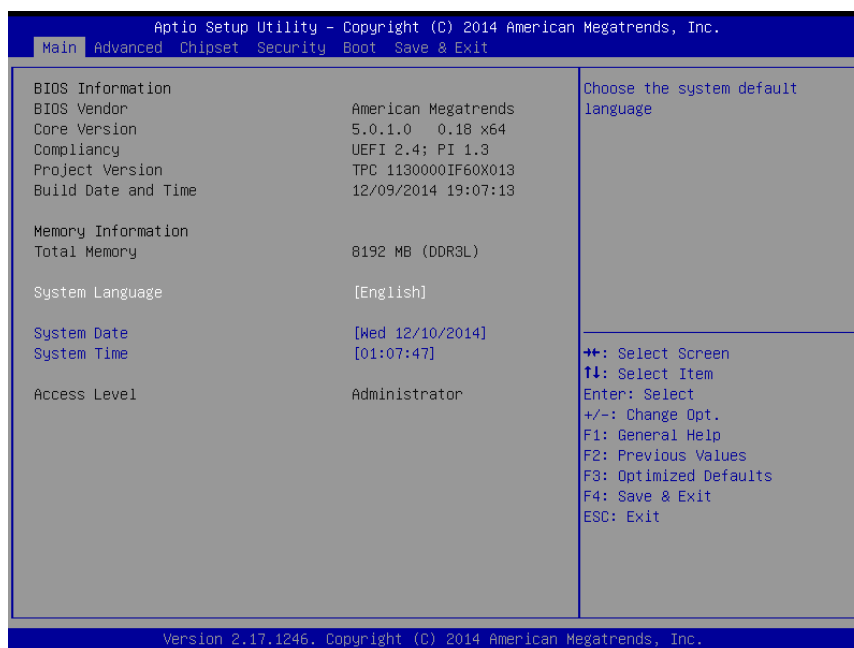 Aptio Setup Utility – Copyright (C) 2014 American Megatrends, Inc.
Main Advanced Chipset Security Boot Save & Exit
BIOS Information
BIOS Vendor American Megatrends
Core Version 5.0.1.0 0.18 x64
Compliancy UEFI 2.4; PI 1.3
Project Version TPC 1130000IF60X013
Build Date and Time 12/09/2014 19:07:13
Memory Information
Total Memory 8192 MB (DDR3L)
System Language [English]
System Date [Wed 12/10/2014]
System Time [01:07:47]
Access Level Administrator
Choose the system default
language
→←: Select Screen
↑↓: Select Item
Enter: Select
+/-: Change Opt.
F1: General Help
F2: Previous Values
F3: Optimized Defaults
F4: Save & Exit
ESC: Exit
Version 2.17.1246. Copyright (C) 2014 American Megatrends, Inc.